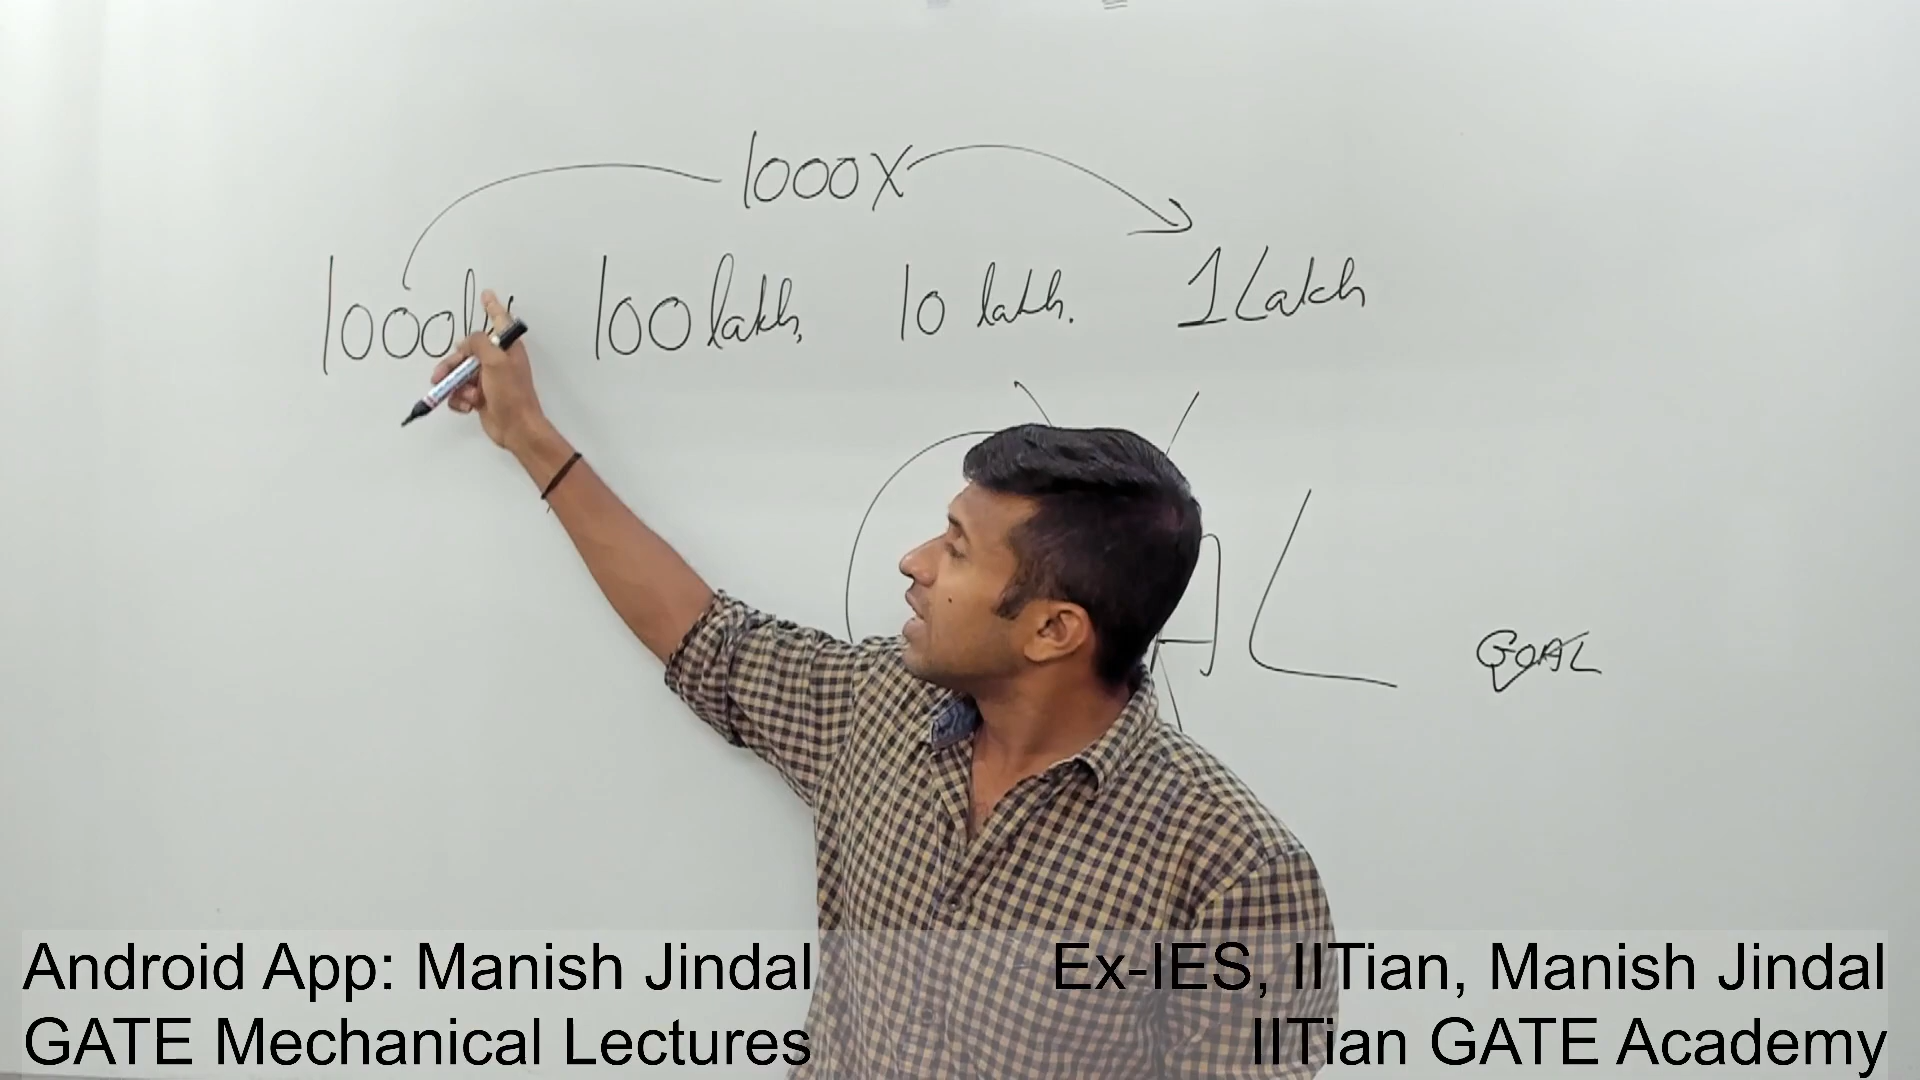 1000X
1000 100 lakh 10 lakh. 1 Lakh
AL
GOAL
Android App: Manish Jindal
GATE Mechanical Lectures
Ex-IES, IITian, Manish Jindal
IITian GATE Academy